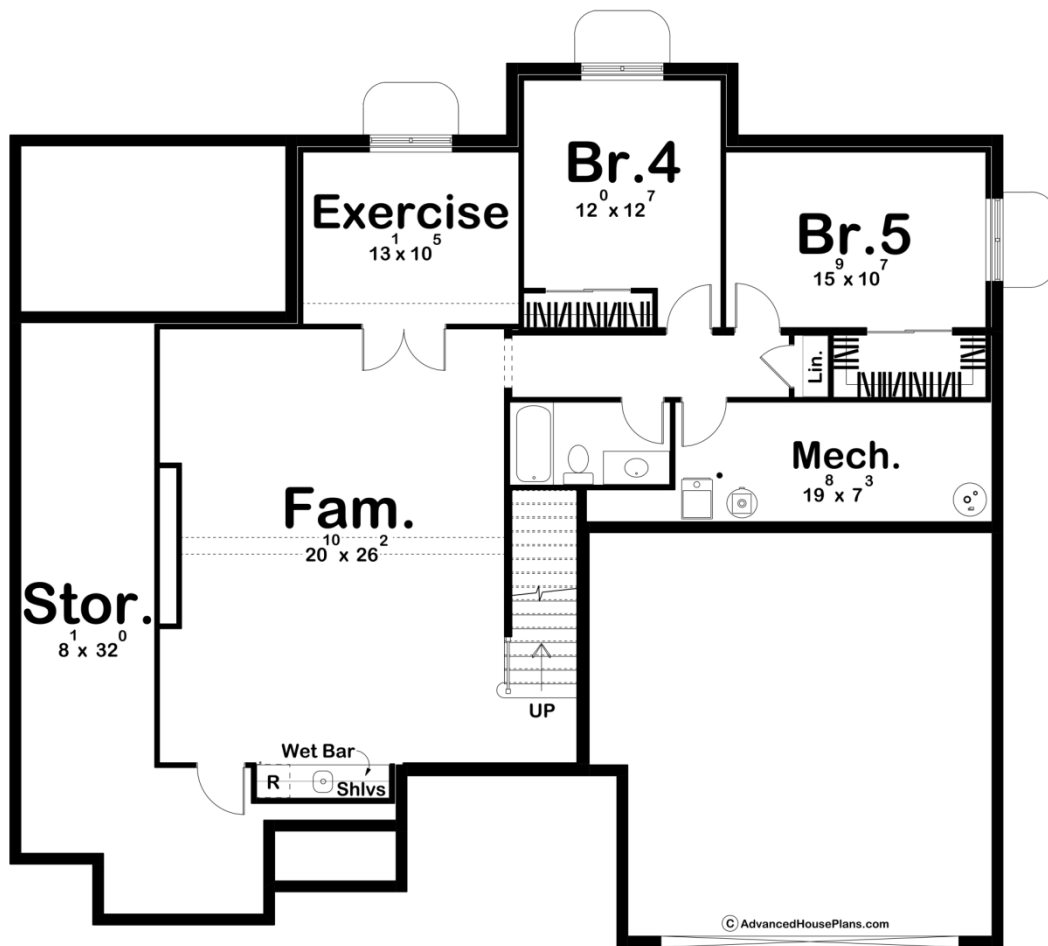 Br.4
12⁰ x 12⁷
Exercise
13¹ x 10⁵
Br.5
15⁹ x 10⁷
Lin.
Mech.
19⁸ x 7³
Fam.
20¹⁰ x 26²
Stor.
8¹ x 32⁰
UP
Wet Bar
R
Shlvs
© AdvancedHousePlans.com